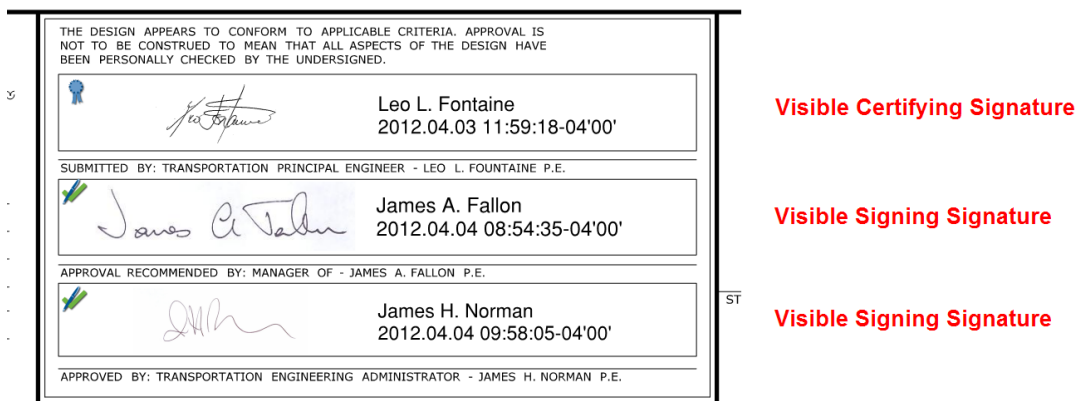 THE DESIGN APPEARS TO CONFORM TO APPLICABLE CRITERIA. APPROVAL IS
NOT TO BE CONSTRUED TO MEAN THAT ALL ASPECTS OF THE DESIGN HAVE
BEEN PERSONALLY CHECKED BY THE UNDERSIGNED.
Leo L. Fontaine
2012.04.03 11:59:18-04'00'
Visible Certifying Signature
SUBMITTED BY: TRANSPORTATION PRINCIPAL ENGINEER - LEO L. FOUNTAINE P.E.
James A. Fallon
James A. Fallon
2012.04.04 08:54:35-04'00'
Visible Signing Signature
APPROVAL RECOMMENDED BY: MANAGER OF - JAMES A. FALLON P.E.
James H. Norman
2012.04.04 09:58:05-04'00'
ST
Visible Signing Signature
APPROVED BY: TRANSPORTATION ENGINEERING ADMINISTRATOR - JAMES H. NORMAN P.E.